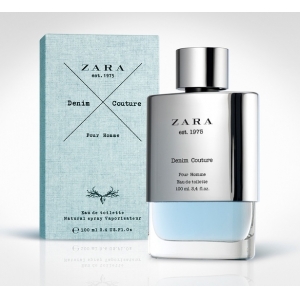 ZARA
est. 1975
Denim Couture
Pour Homme
Eau de toilette
Natural spray Vaporisateur
℮ 100 ml 3.4 US.Fl.Oz
ZARA
est. 1975
Denim Couture
Pour Homme
Eau de toilette
100 ml 3.4 fl. oz.